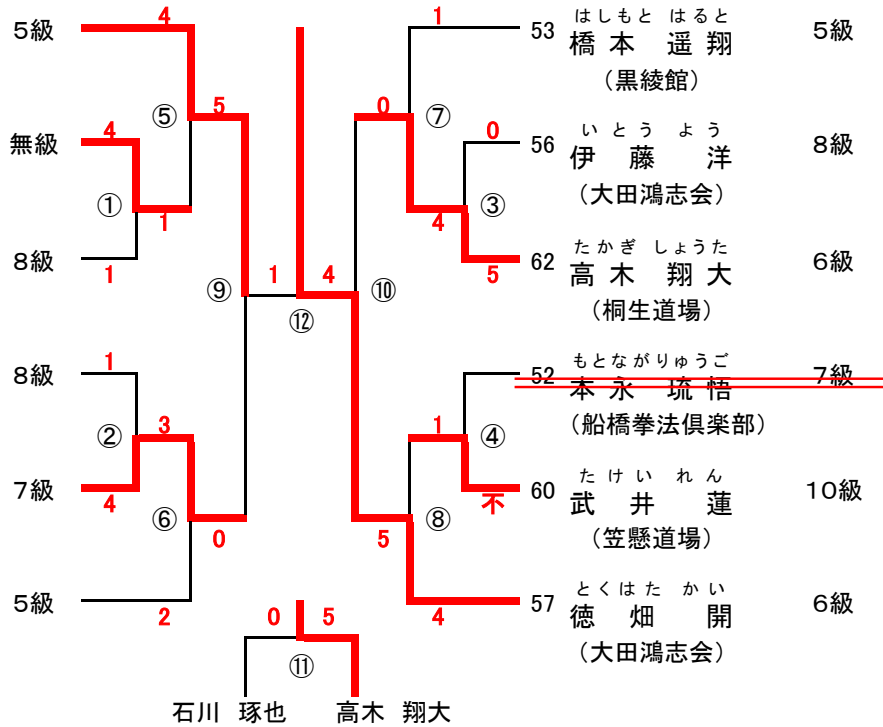 5級
4
1
53
はしもと はると
橋本 遥翔
5級
(黒綾館)
⑤
5
0
⑦
無級
4
0
56
いとう よう
伊藤 洋
8級
(大田鴻志会)
①
1
4
③
8級
1
5
62
たかぎ しょうた
高木 翔大
6級
(桐生道場)
⑨
1
4
⑩
⑫
8級
1
52
もとながりゅうご
本永 琉悟
7級
(船橋拳法倶楽部)
②
3
1
④
7級
4
不
60
たけい れん
武井 蓮
10級
(笠懸道場)
⑥
0
5
⑧
5級
2
4
57
とくはた かい
徳畑 開
6級
(大田鴻志会)
0
5
⑪
石川 琢也
高木 翔大